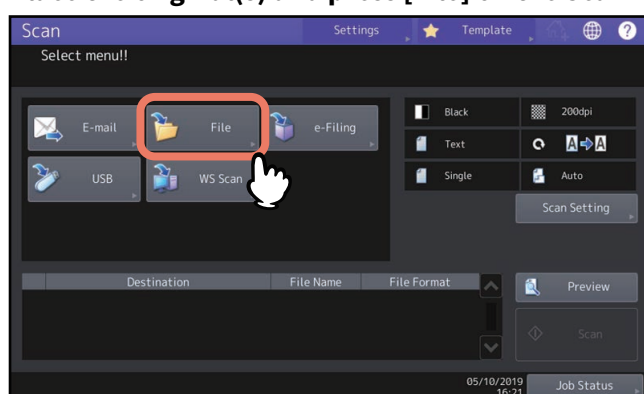 Scan Settings Template ?
Select menu!!
E-mail File e-Filing
USB WS Scan
Black 200dpi
Text A A
Single Auto
Scan Setting
Destination File Name File Format
Preview
Scan
05/10/2019
16:21
Job Status